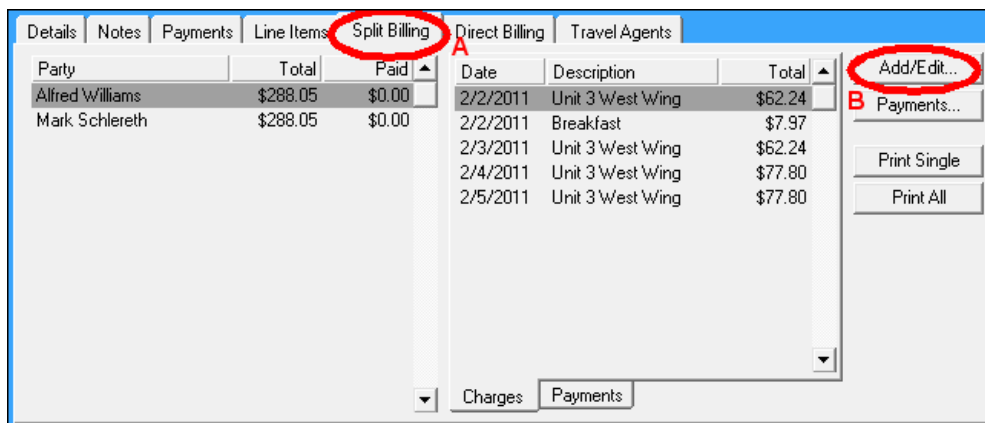 Details Notes Payments Line Items Split Billing Direct Billing Travel Agents
A
Party Total Paid
Alfred Williams $288.05 $0.00
Mark Schlereth $288.05 $0.00
Date Description Total
2/2/2011 Unit 3 West Wing $62.24
2/2/2011 Breakfast $7.97
2/3/2011 Unit 3 West Wing $62.24
2/4/2011 Unit 3 West Wing $77.80
2/5/2011 Unit 3 West Wing $77.80
Charges Payments
Add/Edit...
B
Payments...
Print Single
Print All